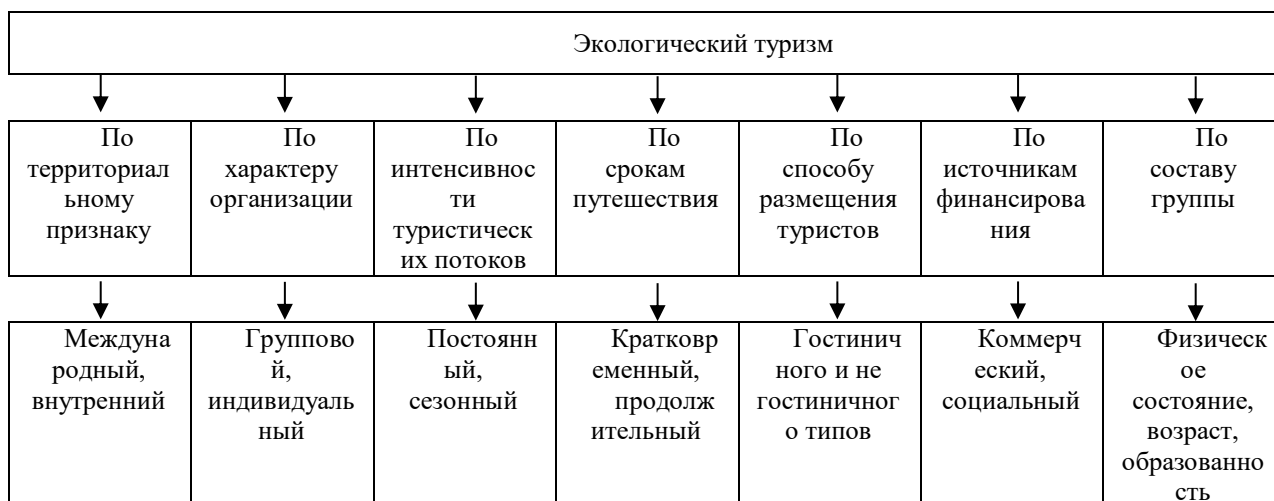 Экологический туризм
По
территориал
ьному
признаку
По
характеру
организации
По
интенсивнос
ти
туристическ
их потоков
По
срокам
путешествия
По
способу
размещения
туристов
По
источникам
финансирова
ния
По
составу
группы
Междуна
родный,
внутренний
Группово
й,
индивидуаль
ный
Постоянн
ый,
сезонный
Кратковр
еменный,
продолж
ительный
Гостинич
ного и не
гостиничног
о типов
Коммерч
еский,
социальный
Физическ
ое
состояние,
возраст,
образованно
сть